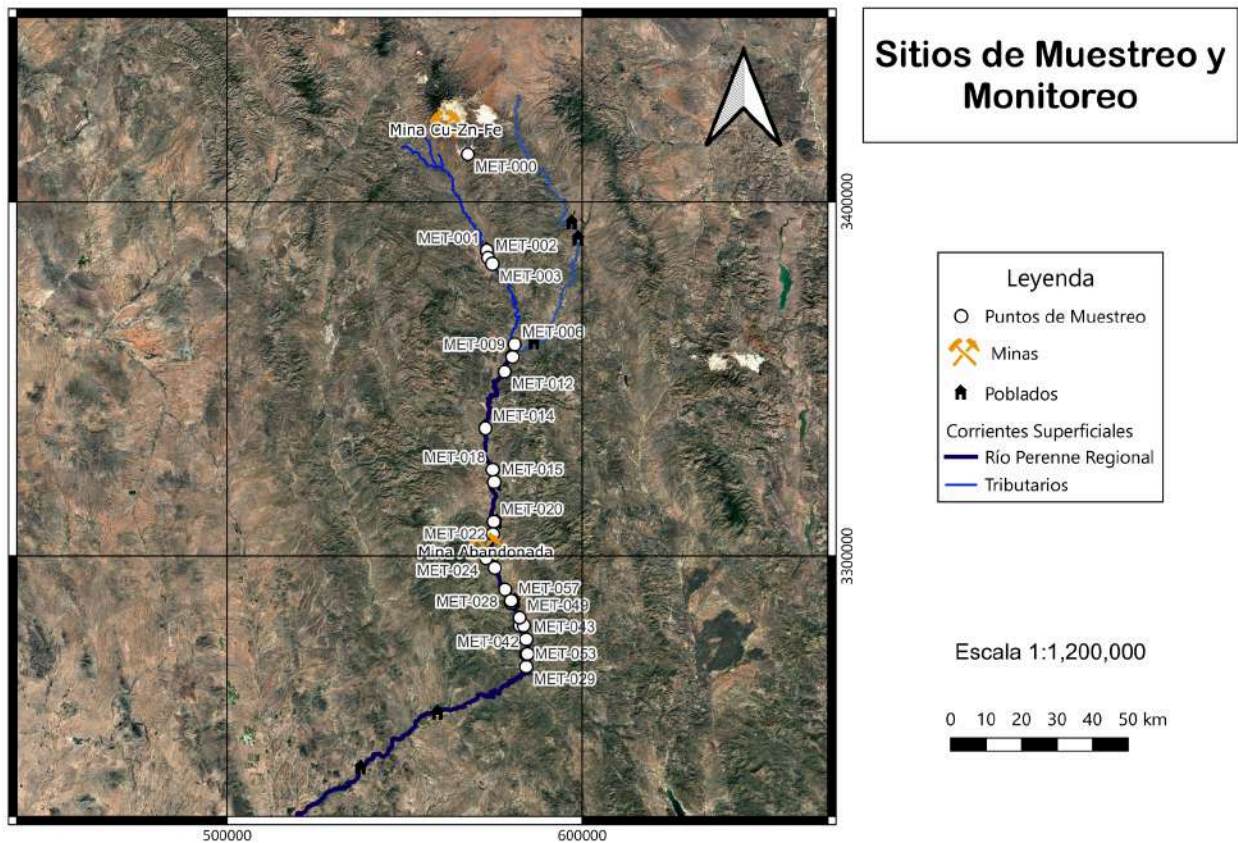 Sitios de Muestreo y
Monitoreo
Mina Cu-Zn-Fe
MET-000
3400000
MET-001
MET-002
MET-003
MET-008
MET-009
MET-012
MET-014
MET-018
MET-015
MET-020
MET-022
Mina Abandonada
3300000
MET-024
MET-057
MET-028
MET-043
MET-042
MET-053
MET-029
500000
600000
Leyenda
Puntos de Muestreo
Minas
Poblados
Corrientes Superficiales
Río Perenne Regional
Tributarios
Escala 1:1,200,000
0 10 20 30 40 50 km